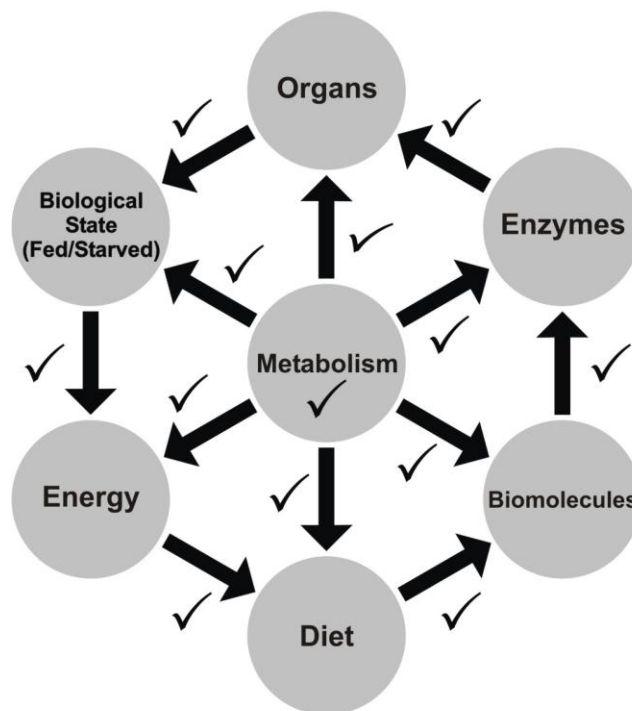 Organs
Biological
State
(Fed/Starved)
Enzymes
Metabolism
Energy
Biomolecules
Diet